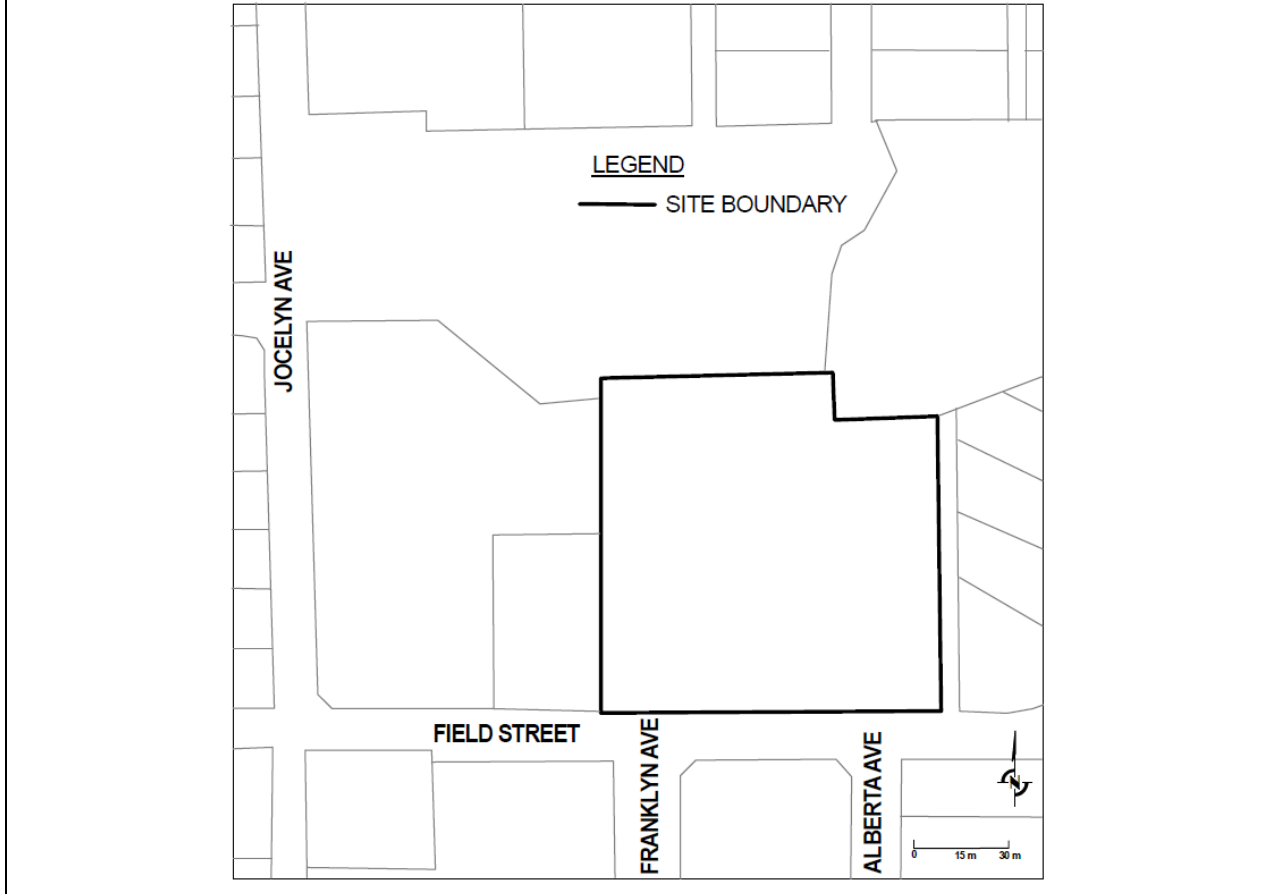 LEGEND
SITE BOUNDARY
JOCELYN AVE
FIELD STREET
FRANKLYN AVE
ALBERTA AVE
N
0 15 m 30 m